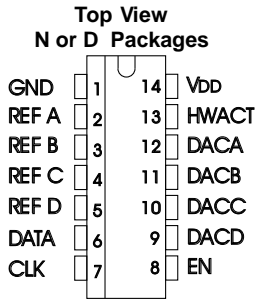 Top View
N or D Packages
GND 1 14 VDD
REF A 2 13 HWACT
REF B 3 12 DACA
REF C 4 11 DACB
REF D 5 10 DACC
DATA 6 9 DACD
CLK 7 8 EN